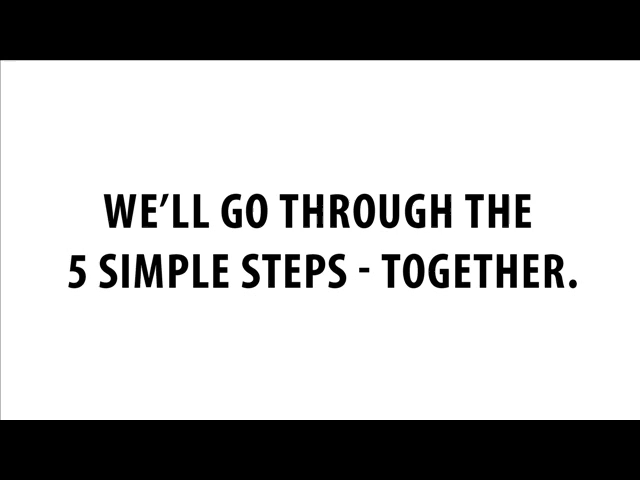 WE’LL GO THROUGH THE
5 SIMPLE STEPS - TOGETHER.